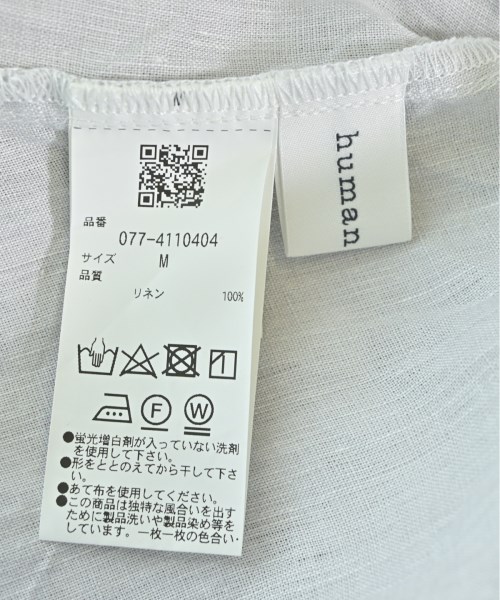 品番
077-4110404
サイズ M
品質
リネン 100%
F W
●蛍光増白剤が入っていない洗剤
を使用して下さい。
●形をととのえてから干して下さ
い。
●あて布を使用してください。
●この商品は独特な風合いを出す
ために製品洗いや製品染め等を
しています。一枚一枚の色合い・
human